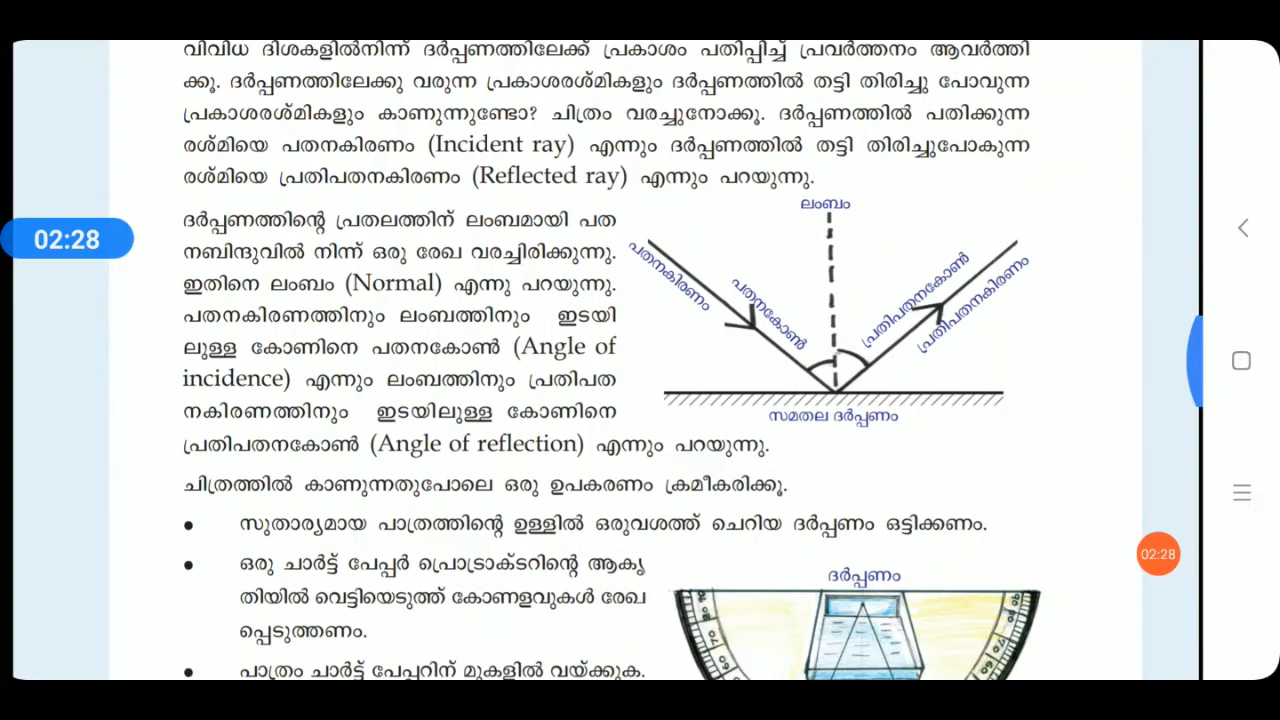 വിവിധ ദിശകളിൽനിന്ന് ദർപ്പണത്തിലേക്ക് പ്രകാശം പതിപ്പിച്ച് പ്രവർത്തനം ആവർത്തി
ക്കൂ. ദർപ്പണത്തിലേക്കു വരുന്ന പ്രകാശരശ്മികളും ദർപ്പണത്തിൽ തട്ടി തിരിച്ചു പോവുന്ന
പ്രകാശരശ്മികളും കാണുന്നുണ്ടോ? ചിത്രം വരച്ചുനോക്കൂ. ദർപ്പണത്തിൽ പതിക്കുന്ന
രശ്മിയെ പതനകിരണം (Incident ray) എന്നും ദർപ്പണത്തിൽ തട്ടി തിരിച്ചുപോകുന്ന
രശ്മിയെ പ്രതിപതനകിരണം (Reflected ray) എന്നും പറയുന്നു.
ദർപ്പണത്തിന്റെ പ്രതലത്തിന് ലംബമായി പത
നബിന്ദുവിൽ നിന്ന് ഒരു രേഖ വരച്ചിരിക്കുന്നു.
ഇതിനെ ലംബം (Normal) എന്നു പറയുന്നു.
പതനകിരണത്തിനും ലംബത്തിനും ഇടയി
ലുള്ള കോണിനെ പതനകോൺ (Angle of
incidence) എന്നും ലംബത്തിനും പ്രതിപത
നകിരണത്തിനും ഇടയിലുള്ള കോണിനെ
പ്രതിപതനകോൺ (Angle of reflection) എന്നും പറയുന്നു.
ലംബം
പതനകിരണം
പതനകോൺ
പ്രതിപതനകോൺ
പ്രതിപതനകിരണം
സമതല ദർപ്പണം
02:28
ചിത്രത്തിൽ കാണുന്നതുപോലെ ഒരു ഉപകരണം ക്രമീകരിക്കൂ.
• സുതാര്യമായ പാത്രത്തിന്റെ ഉള്ളിൽ ഒരുവശത്ത് ചെറിയ ദർപ്പണം ഒട്ടിക്കണം.
• ഒരു ചാർട്ട് പേപ്പർ പ്രൊട്രാക്ടറിന്റെ ആകൃ
തിയിൽ വെട്ടിയെടുത്ത് കോണളവുകൾ രേഖ
പ്പെടുത്തണം.
• പാത്രം ചാർട്ട് പേപ്പറിന് മുകളിൽ വയ്ക്കുക.
ദർപ്പണം
02:28